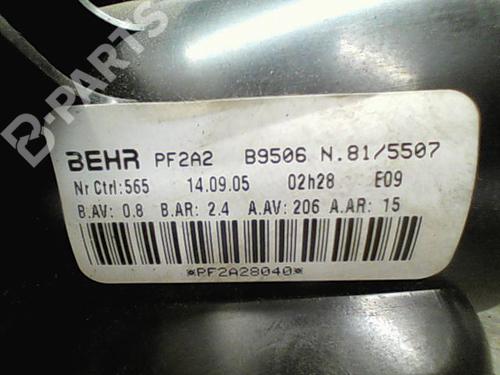 B-PARTS
BEHR PF2A2 B9506 N.81/5507
Nr Ctrl:565 14.09.05 02h28 E09
B.AV: 0.8 B.AR: 2.4 A.AV: 206 A.AR: 15
*PF2A28040*